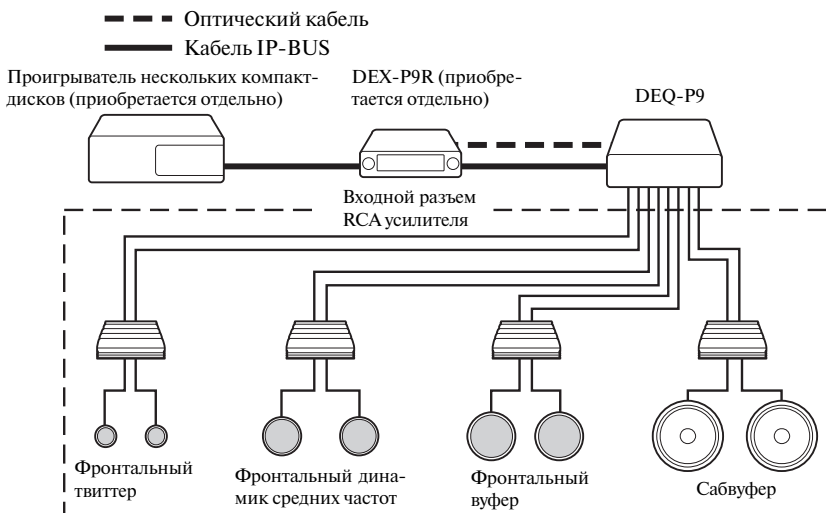 Оптический кабель
Кабель IP-BUS
Проигрыватель нескольких компакт-
дисков (приобретается отдельно)
DEX-P9R (приобре-
тается отдельно)
DEQ-P9
Входной разъем
RCA усилителя
Фронтальный
твиттер
Фронтальный дина-
мик средних частот
Фронтальный
вуфер
Сабвуфер